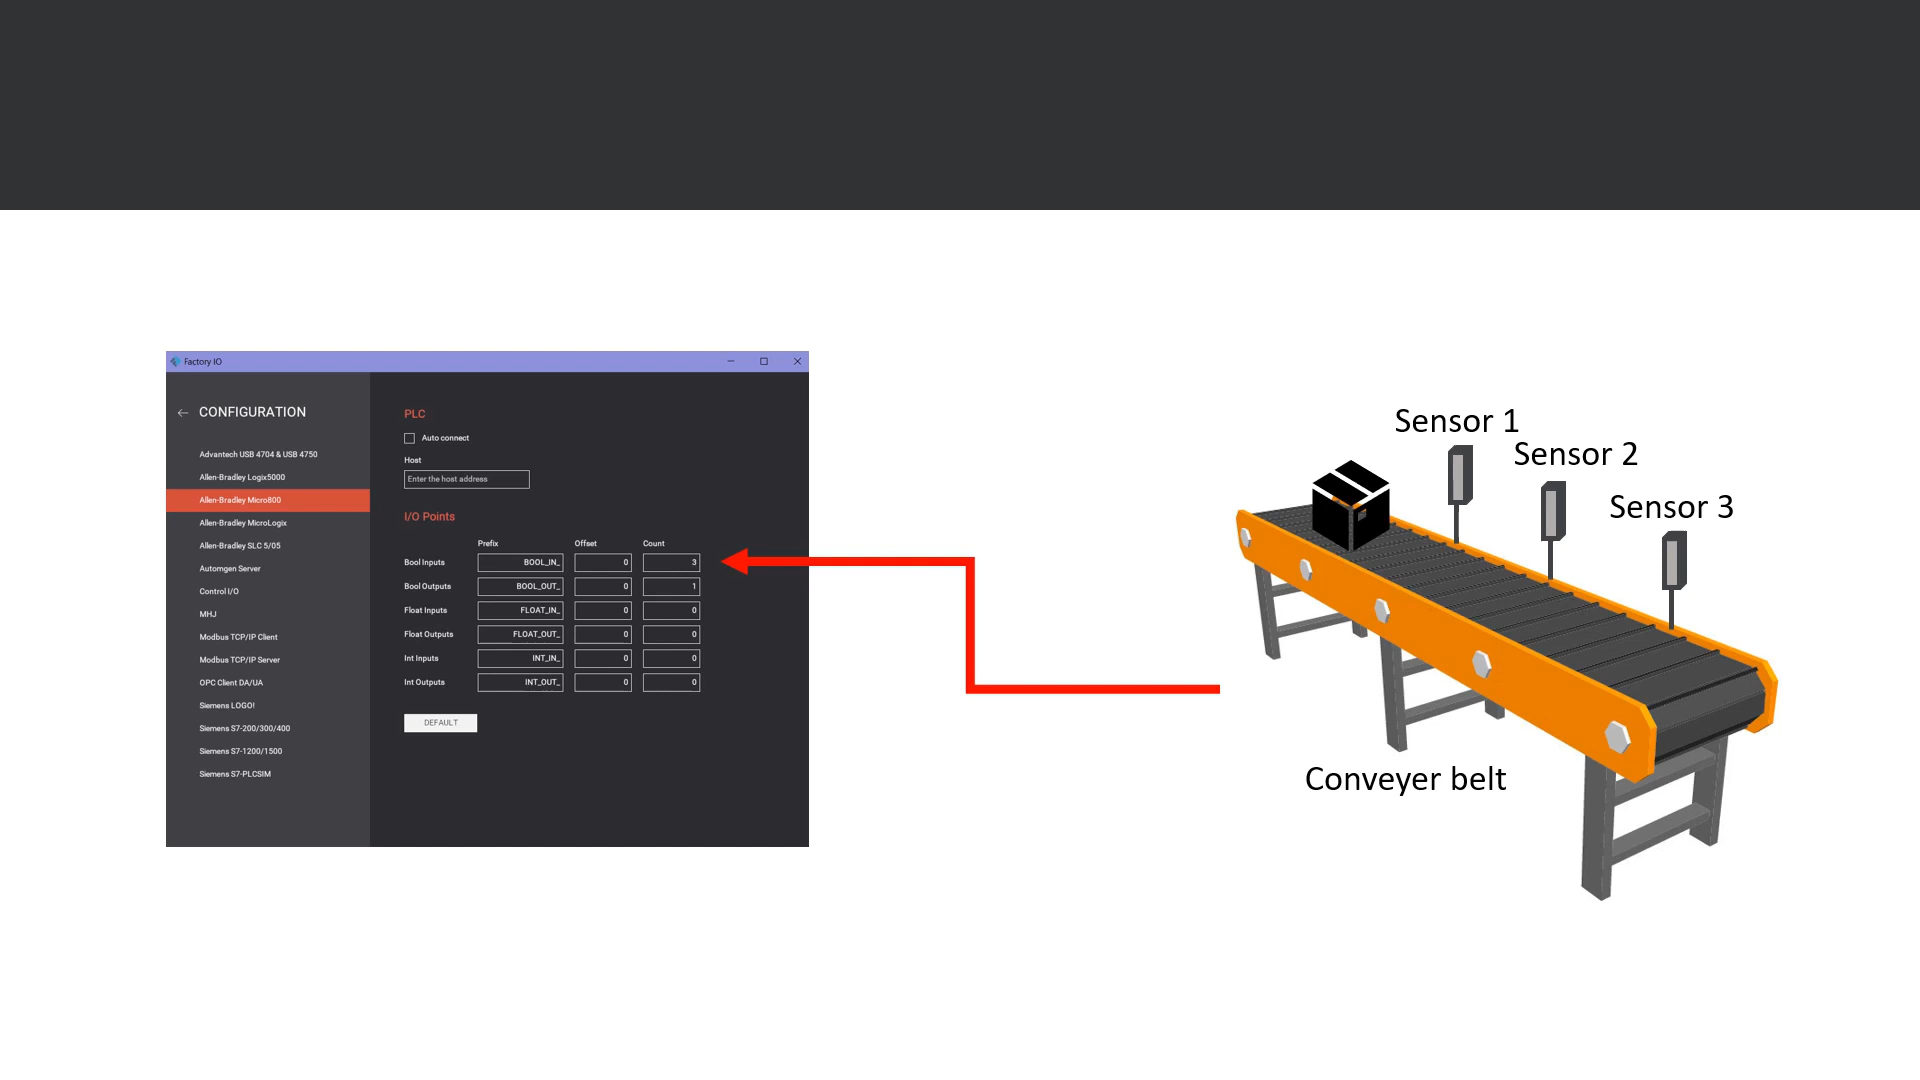 Factory IO
CONFIGURATION
Advantech USB 4704 & USB 4750
Allen-Bradley Logix5000
Allen-Bradley Micro800
Allen-Bradley MicroLogix
Allen-Bradley SLC 5/05
Automgen Server
Control I/O
MHJ
Modbus TCP/IP Client
Modbus TCP/IP Server
OPC Client DA/UA
Siemens LOGO!
Siemens S7-200/300/400
Siemens S7-1200/1500
Siemens S7-PLCSIM
PLC
Auto connect
Host
Enter the host address
I/O Points
Prefix Offset Count
Bool Inputs BOOL_IN_ 0 3
Bool Outputs BOOL_OUT_ 0 1
Float Inputs FLOAT_IN_ 0 0
Float Outputs FLOAT_OUT_ 0 0
Int Inputs INT_IN_ 0 0
Int Outputs INT_OUT_ 0 0
DEFAULT
Sensor 1
Sensor 2
Sensor 3
Conveyer belt